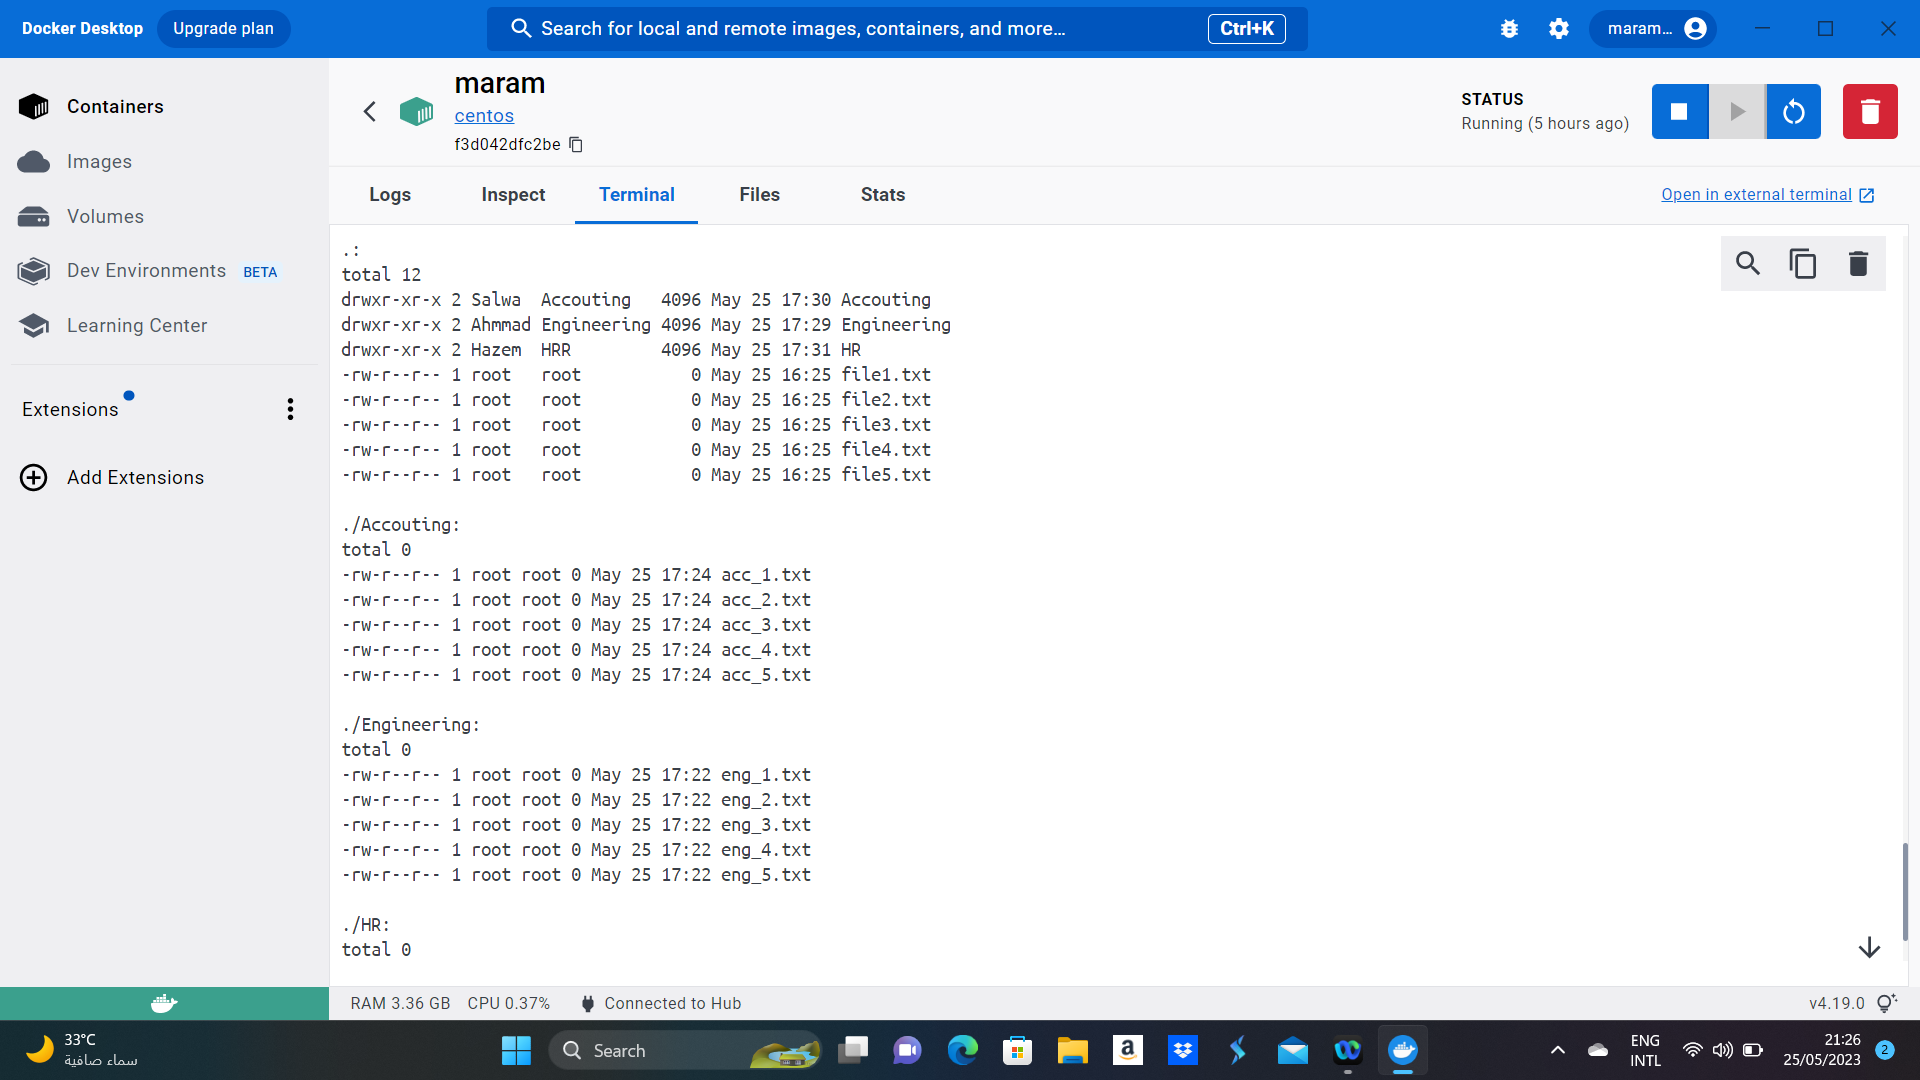 Docker Desktop Upgrade plan Search for local and remote images, containers, and more... Ctrl+K maram...
Containers
Images
Volumes
Dev Environments BETA
Learning Center
Extensions
Add Extensions
maram
centos
f3d042dfc2be
STATUS
Running (5 hours ago)
Logs Inspect Terminal Files Stats Open in external terminal
.:
total 12
drwxr-xr-x 2 Salwa  Accouting   4096 May 25 17:30 Accouting
drwxr-xr-x 2 Ahmmad Engineering 4096 May 25 17:29 Engineering
drwxr-xr-x 2 Hazem  HRR         4096 May 25 17:31 HR
-rw-r--r-- 1 root   root           0 May 25 16:25 file1.txt
-rw-r--r-- 1 root   root           0 May 25 16:25 file2.txt
-rw-r--r-- 1 root   root           0 May 25 16:25 file3.txt
-rw-r--r-- 1 root   root           0 May 25 16:25 file4.txt
-rw-r--r-- 1 root   root           0 May 25 16:25 file5.txt
./Accouting:
total 0
-rw-r--r-- 1 root root 0 May 25 17:24 acc_1.txt
-rw-r--r-- 1 root root 0 May 25 17:24 acc_2.txt
-rw-r--r-- 1 root root 0 May 25 17:24 acc_3.txt
-rw-r--r-- 1 root root 0 May 25 17:24 acc_4.txt
-rw-r--r-- 1 root root 0 May 25 17:24 acc_5.txt
./Engineering:
total 0
-rw-r--r-- 1 root root 0 May 25 17:22 eng_1.txt
-rw-r--r-- 1 root root 0 May 25 17:22 eng_2.txt
-rw-r--r-- 1 root root 0 May 25 17:22 eng_3.txt
-rw-r--r-- 1 root root 0 May 25 17:22 eng_4.txt
-rw-r--r-- 1 root root 0 May 25 17:22 eng_5.txt
./HR:
total 0
RAM 3.36 GB CPU 0.37% Connected to Hub v4.19.0
33°C
سماء صافية
Search
ENG
INTL
21:26
25/05/2023
2